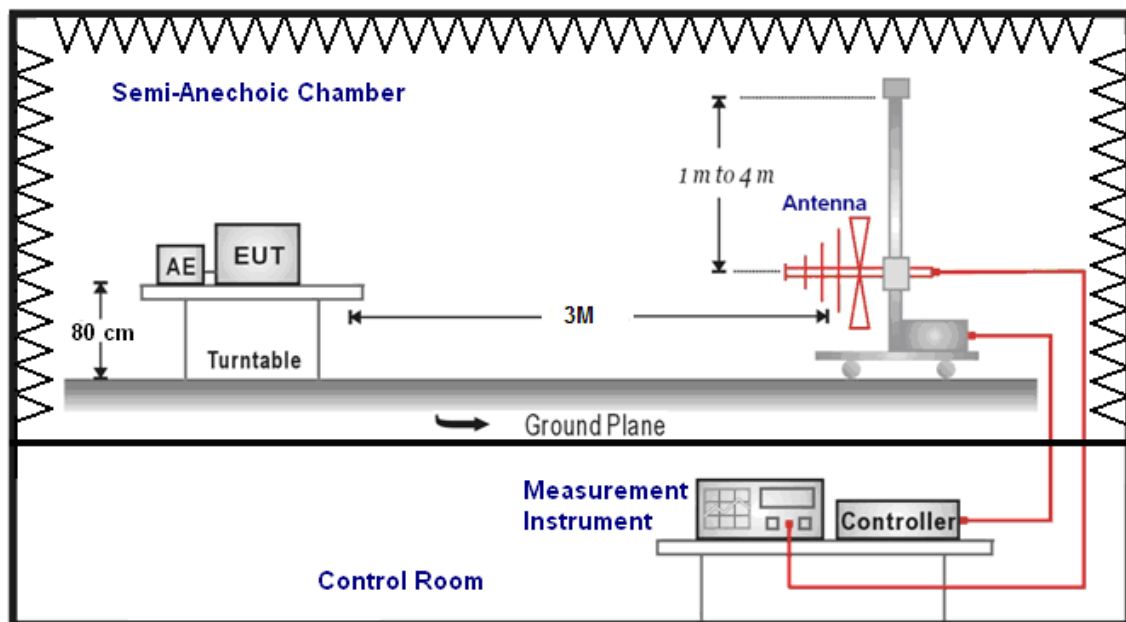 Semi-Anechoic Chamber
1 m to 4 m
Antenna
AE
EUT
80 cm
3M
Turntable
Ground Plane
Measurement
Instrument
Controller
Control Room